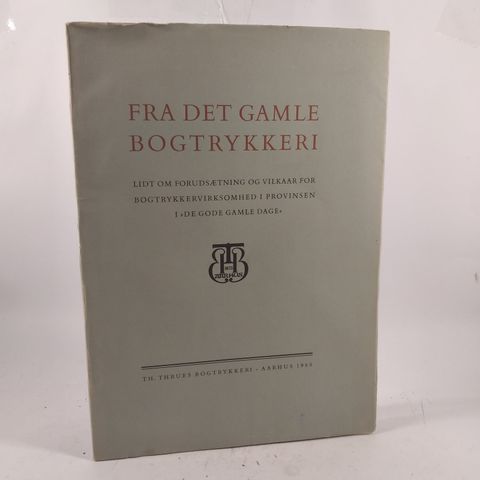 FRA DET GAMLE
BOGTRYKKERI
LIDT OM FORUDSÆTNING OG VILKAAR FOR
BOGTRYKKERVIRKSOMHED I PROVINSEN
I »DE GODE GAMLE DAGE«
TH. THRUES BOGTRYKKERI - AARHUS